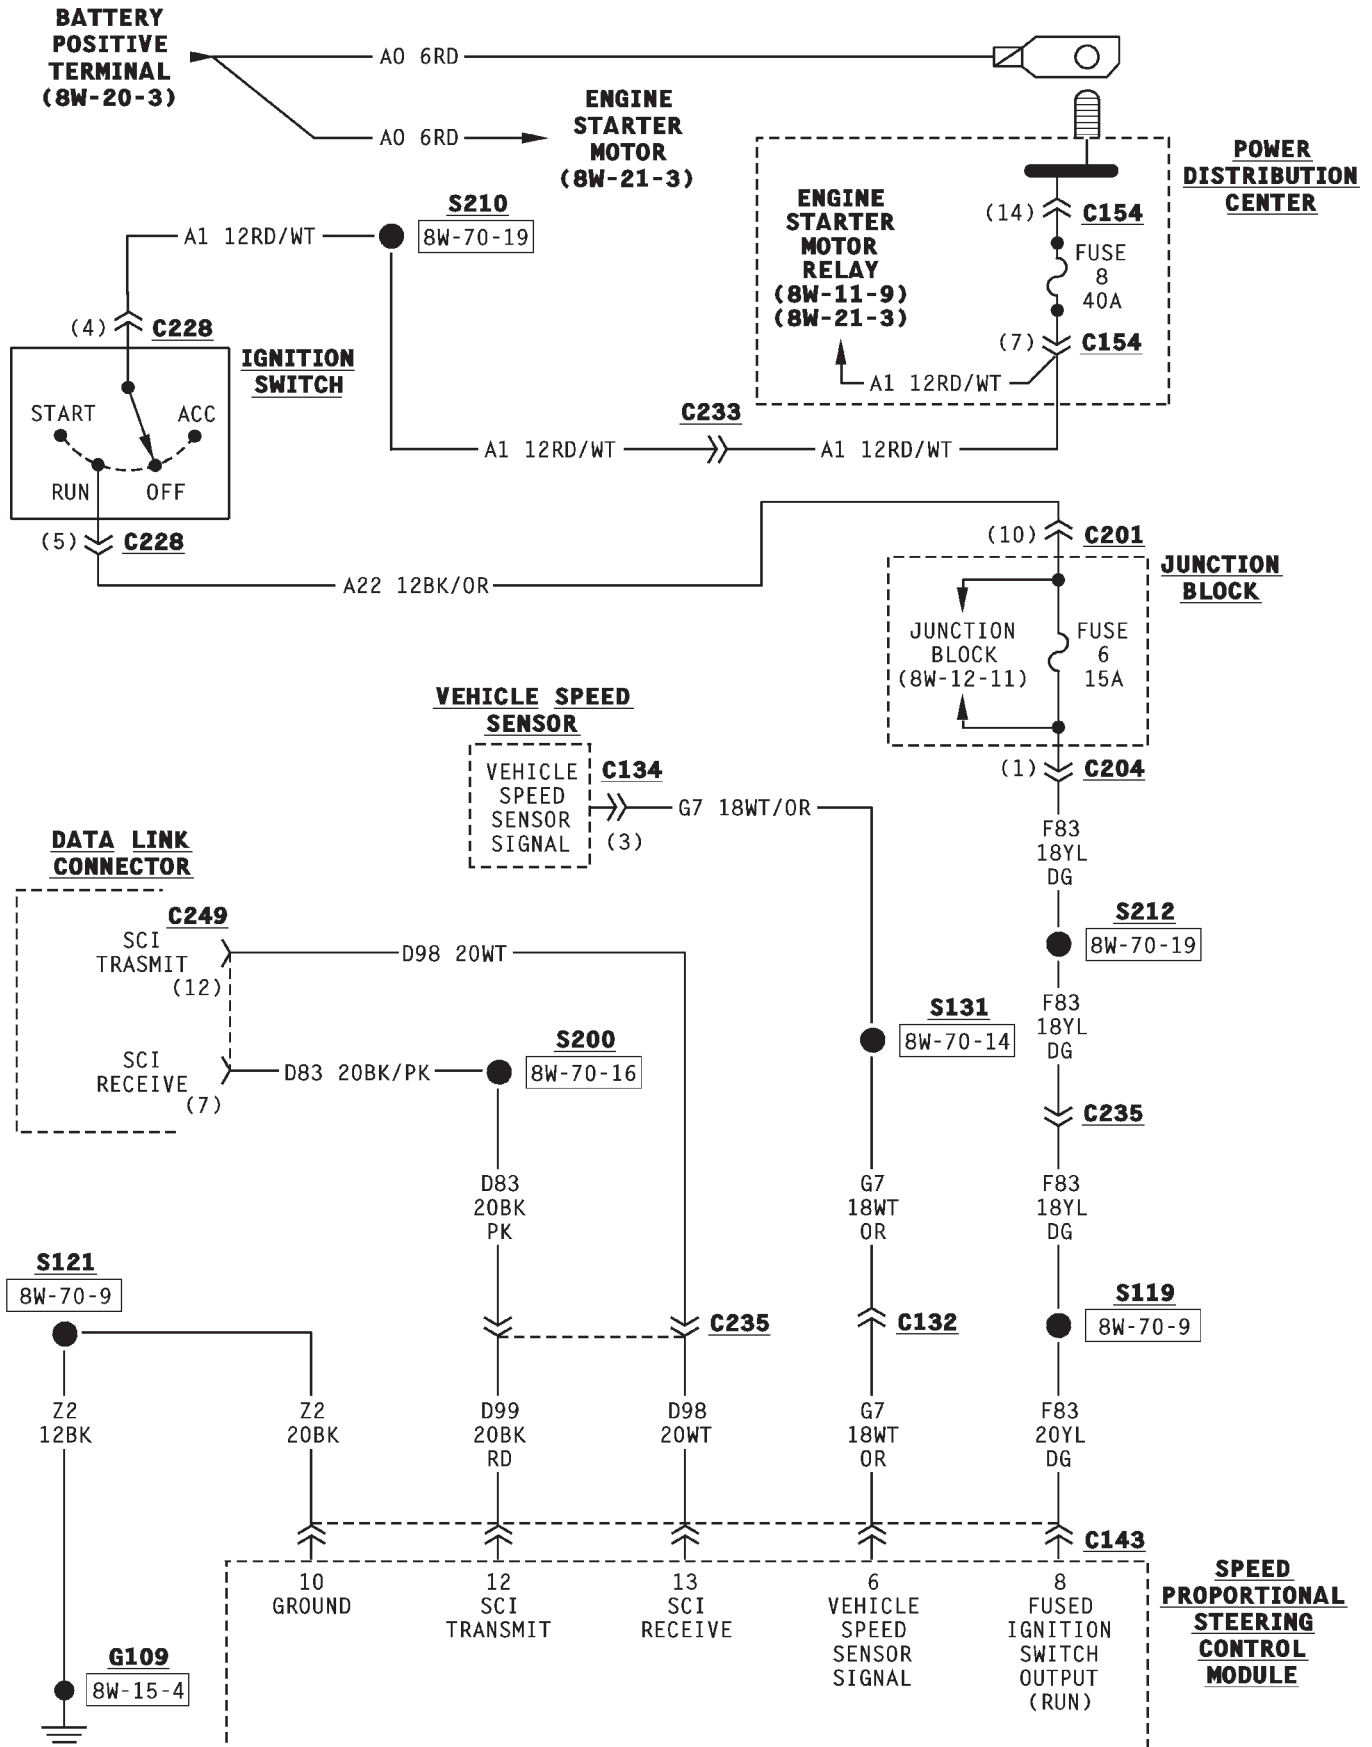 BATTERY
POSITIVE
TERMINAL
(8W-20-3)
A0 6RD
A0 6RD
ENGINE
STARTER
MOTOR
(8W-21-3)
POWER
DISTRIBUTION
CENTER
ENGINE
STARTER
MOTOR
RELAY
(8W-11-9)
(8W-21-3)
(14)
C154
FUSE
8
40A
(7)
C154
A1 12RD/WT
S210
8W-70-19
A1 12RD/WT
(4)
C228
IGNITION
SWITCH
START
ACC
RUN
OFF
(5)
C228
C233
A1 12RD/WT
A1 12RD/WT
A22 12BK/OR
(10)
C201
JUNCTION
BLOCK
JUNCTION
BLOCK
(8W-12-11)
FUSE
6
15A
(1)
C204
VEHICLE SPEED
SENSOR
VEHICLE
SPEED
SENSOR
SIGNAL
C134
(3)
G7 18WT/OR
F83
18YL
DG
DATA LINK
CONNECTOR
C249
SCI
TRASMIT
(12)
D98 20WT
SCI
RECEIVE
(7)
D83 20BK/PK
S200
8W-70-16
S131
8W-70-14
S212
8W-70-19
F83
18YL
DG
C235
D83
20BK
PK
G7
18WT
OR
F83
18YL
DG
S121
8W-70-9
C235
C132
S119
8W-70-9
Z2
12BK
Z2
20BK
D99
20BK
RD
D98
20WT
G7
18WT
OR
F83
20YL
DG
C143
10
GROUND
12
SCI
TRANSMIT
13
SCI
RECEIVE
6
VEHICLE
SPEED
SENSOR
SIGNAL
8
FUSED
IGNITION
SWITCH
OUTPUT
(RUN)
SPEED
PROPORTIONAL
STEERING
CONTROL
MODULE
G109
8W-15-4